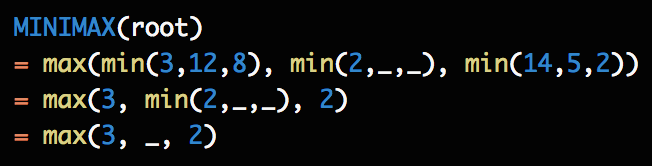 MINIMAX(root)
= max(min(3,12,8), min(2,_,_), min(14,5,2))
= max(3, min(2,_,_), 2)
= max(3, _, 2)